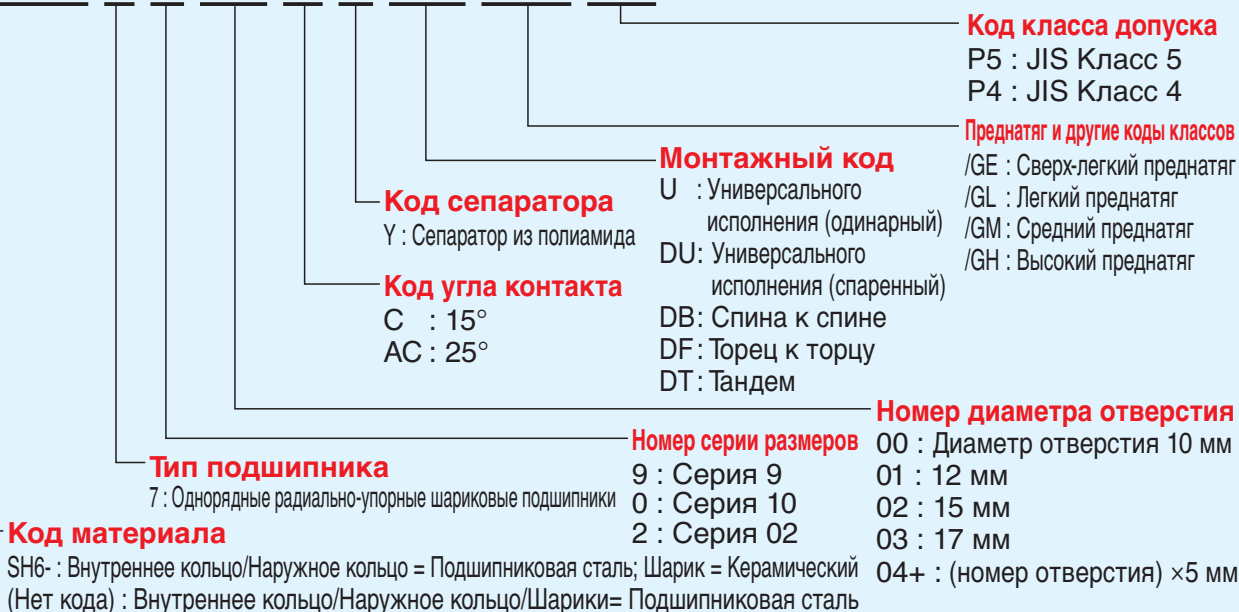 Код класса допуска
P5 : JIS Класс 5
P4 : JIS Класс 4
Преднатяг и другие коды классов
/GE : Сверх-легкий преднатяг
/GL : Легкий преднатяг
/GM : Средний преднатяг
/GH : Высокий преднатяг
Монтажный код
U : Универсального
исполнения (одинарный)
DU: Универсального
исполнения (спаренный)
DB: Спина к спине
DF: Торец к торцу
DT: Тандем
Код сепаратора
Y : Сепаратор из полиамида
Код угла контакта
C : 15°
AC : 25°
Номер диаметра отверстия
00 : Диаметр отверстия 10 мм
01 : 12 мм
02 : 15 мм
03 : 17 мм
04+ : (номер отверстия) ×5 мм
Номер серии размеров
9 : Серия 9
0 : Серия 10
2 : Серия 02
Тип подшипника
7 : Однорядные радиально-упорные шариковые подшипники
Код материала
SH6- : Внутреннее кольцо/Наружное кольцо = Подшипниковая сталь; Шарик = Керамический
(Нет кода) : Внутреннее кольцо/Наружное кольцо/Шарики= Подшипниковая сталь